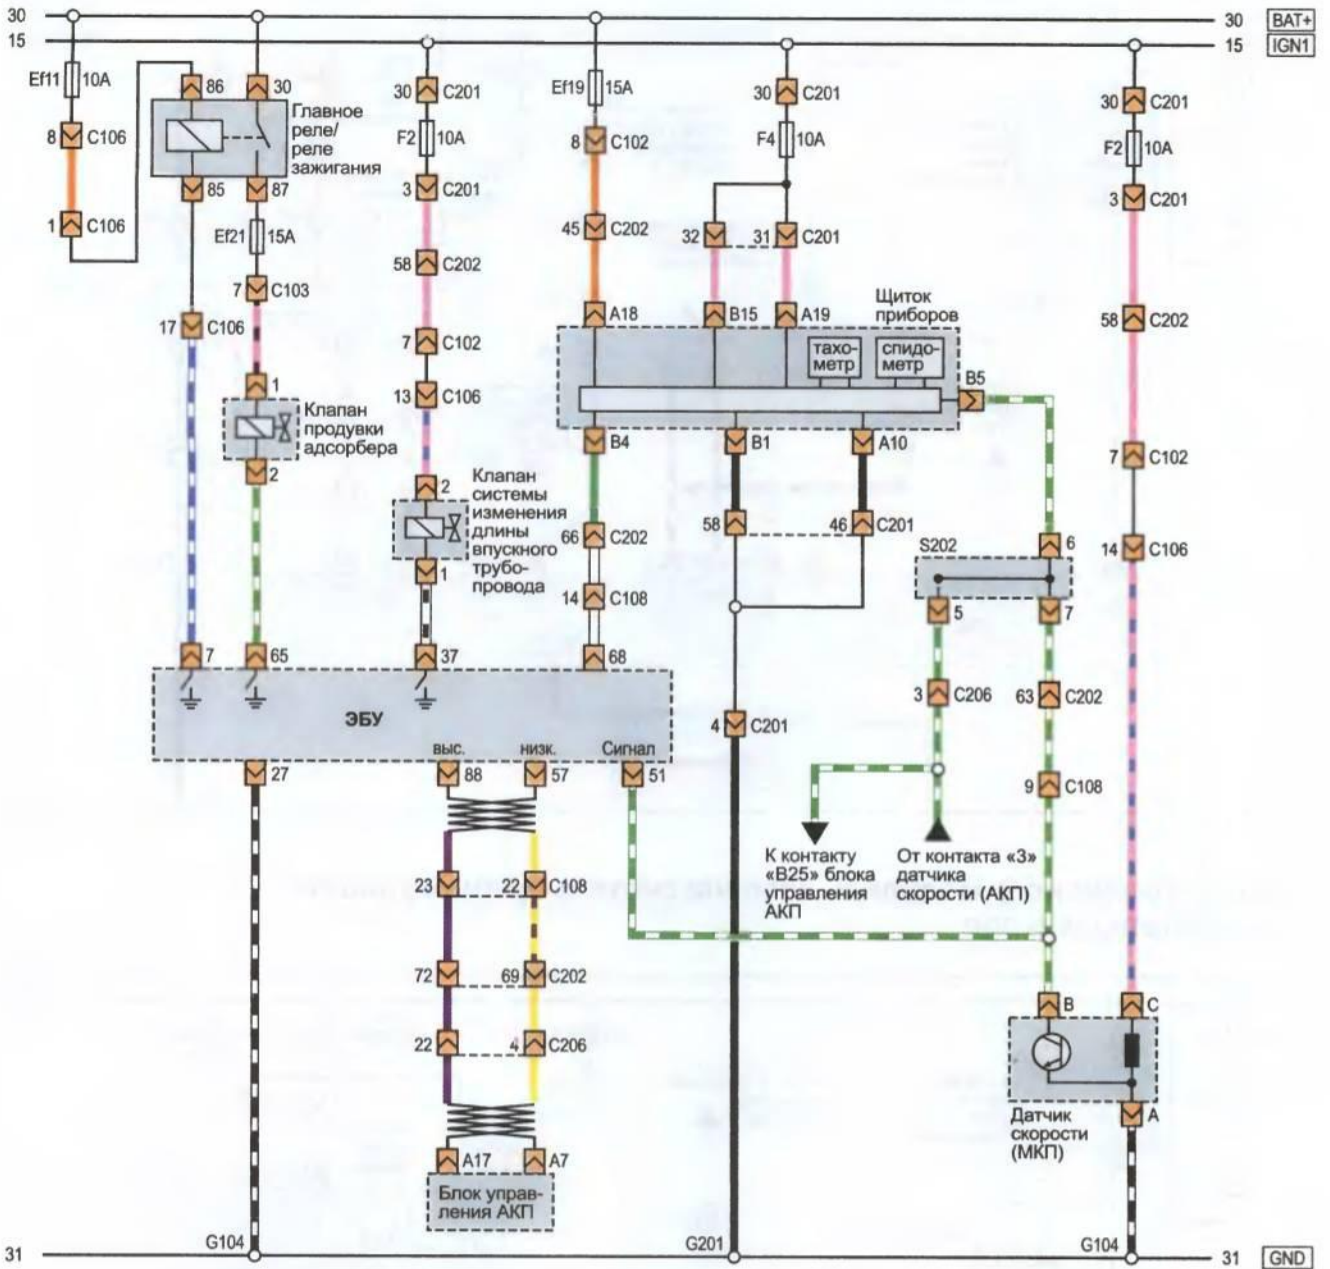 30
30 BAT+
15
15 IGN1
Ef11 10A
86
30
30 C201
Ef19 15A
30 C201
30 C201
8 C106
Главное
реле/
реле
зажигания
F2 10A
8 C102
F4 10A
F2 10A
85
87
3 C201
3 C201
1 C106
Ef21 15A
45 C202
32
31 C201
58 C202
7 C103
17 C106
A18
B15
A19
Щиток
приборов
58 C202
7 C102
тахо-
метр
спидо-
метр
B5
1
13 C106
Клапан
продувки
адсорбера
B4
B1
A10
7 C102
2
2
Клапан
системы
изменения
длины
впускного
трубо-
провода
66 C202
58
46 C201
S202
6
14 C106
1
14 C108
5
7
7
65
37
68
3 C206
63 C202
ЭБУ
4 C201
выс.
низк.
Сигнал
27
88
57
51
9 C108
К контакту
«B25» блока
управления
АКП
От контакта «3»
датчика
скорости (АКП)
23
22 C108
72
69 C202
B
C
22
4 C206
Датчик
скорости
(МКП)
A
A17
A7
Блок управ-
ления АКП
G104
G201
G104
31
31 GND